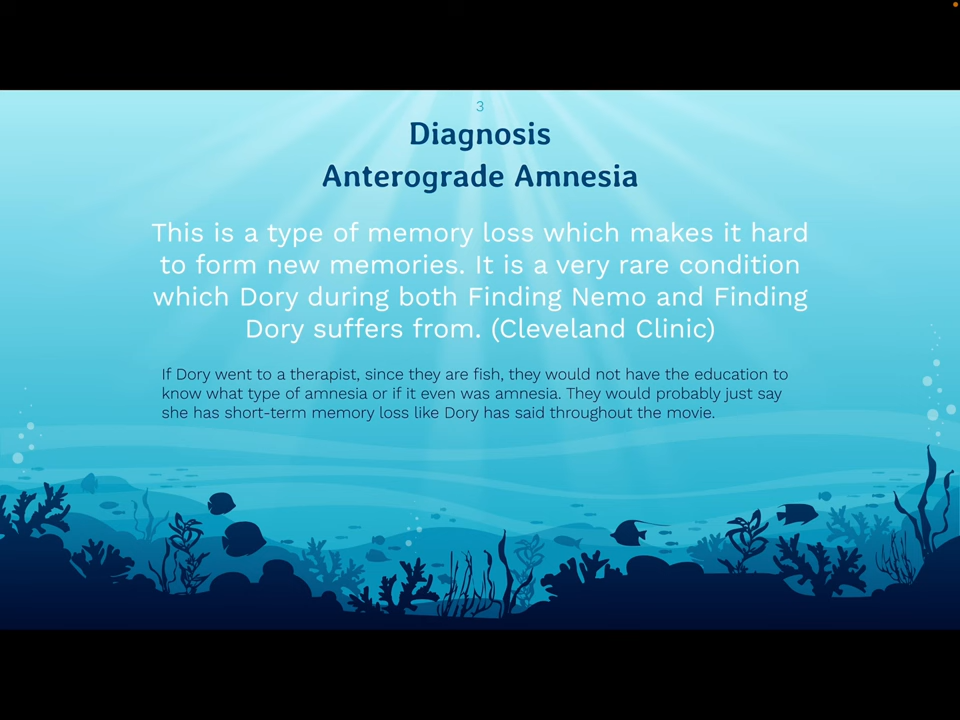 3
Diagnosis
Anterograde Amnesia
This is a type of memory loss which makes it hard
to form new memories. It is a very rare condition
which Dory during both Finding Nemo and Finding
Dory suffers from. (Cleveland Clinic)
If Dory went to a therapist, since they are fish, they would not have the education to
know what type of amnesia or if it even was amnesia. They would probably just say
she has short-term memory loss like Dory has said throughout the movie.